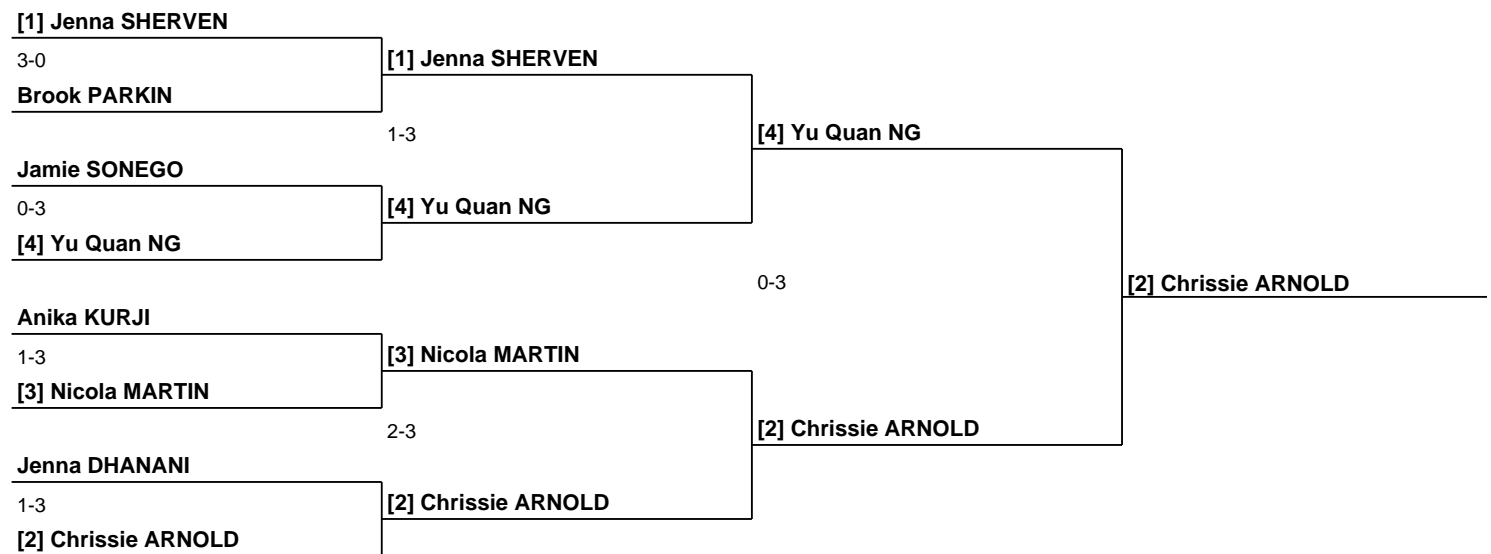 [1] Jenna SHERVEN
3-0
[1] Jenna SHERVEN
Brook PARKIN
1-3
[4] Yu Quan NG
Jamie SONEGO
0-3
[4] Yu Quan NG
[4] Yu Quan NG
0-3
[2] Chrissie ARNOLD
Anika KURJI
1-3
[3] Nicola MARTIN
[3] Nicola MARTIN
2-3
[2] Chrissie ARNOLD
Jenna DHANANI
1-3
[2] Chrissie ARNOLD
[2] Chrissie ARNOLD